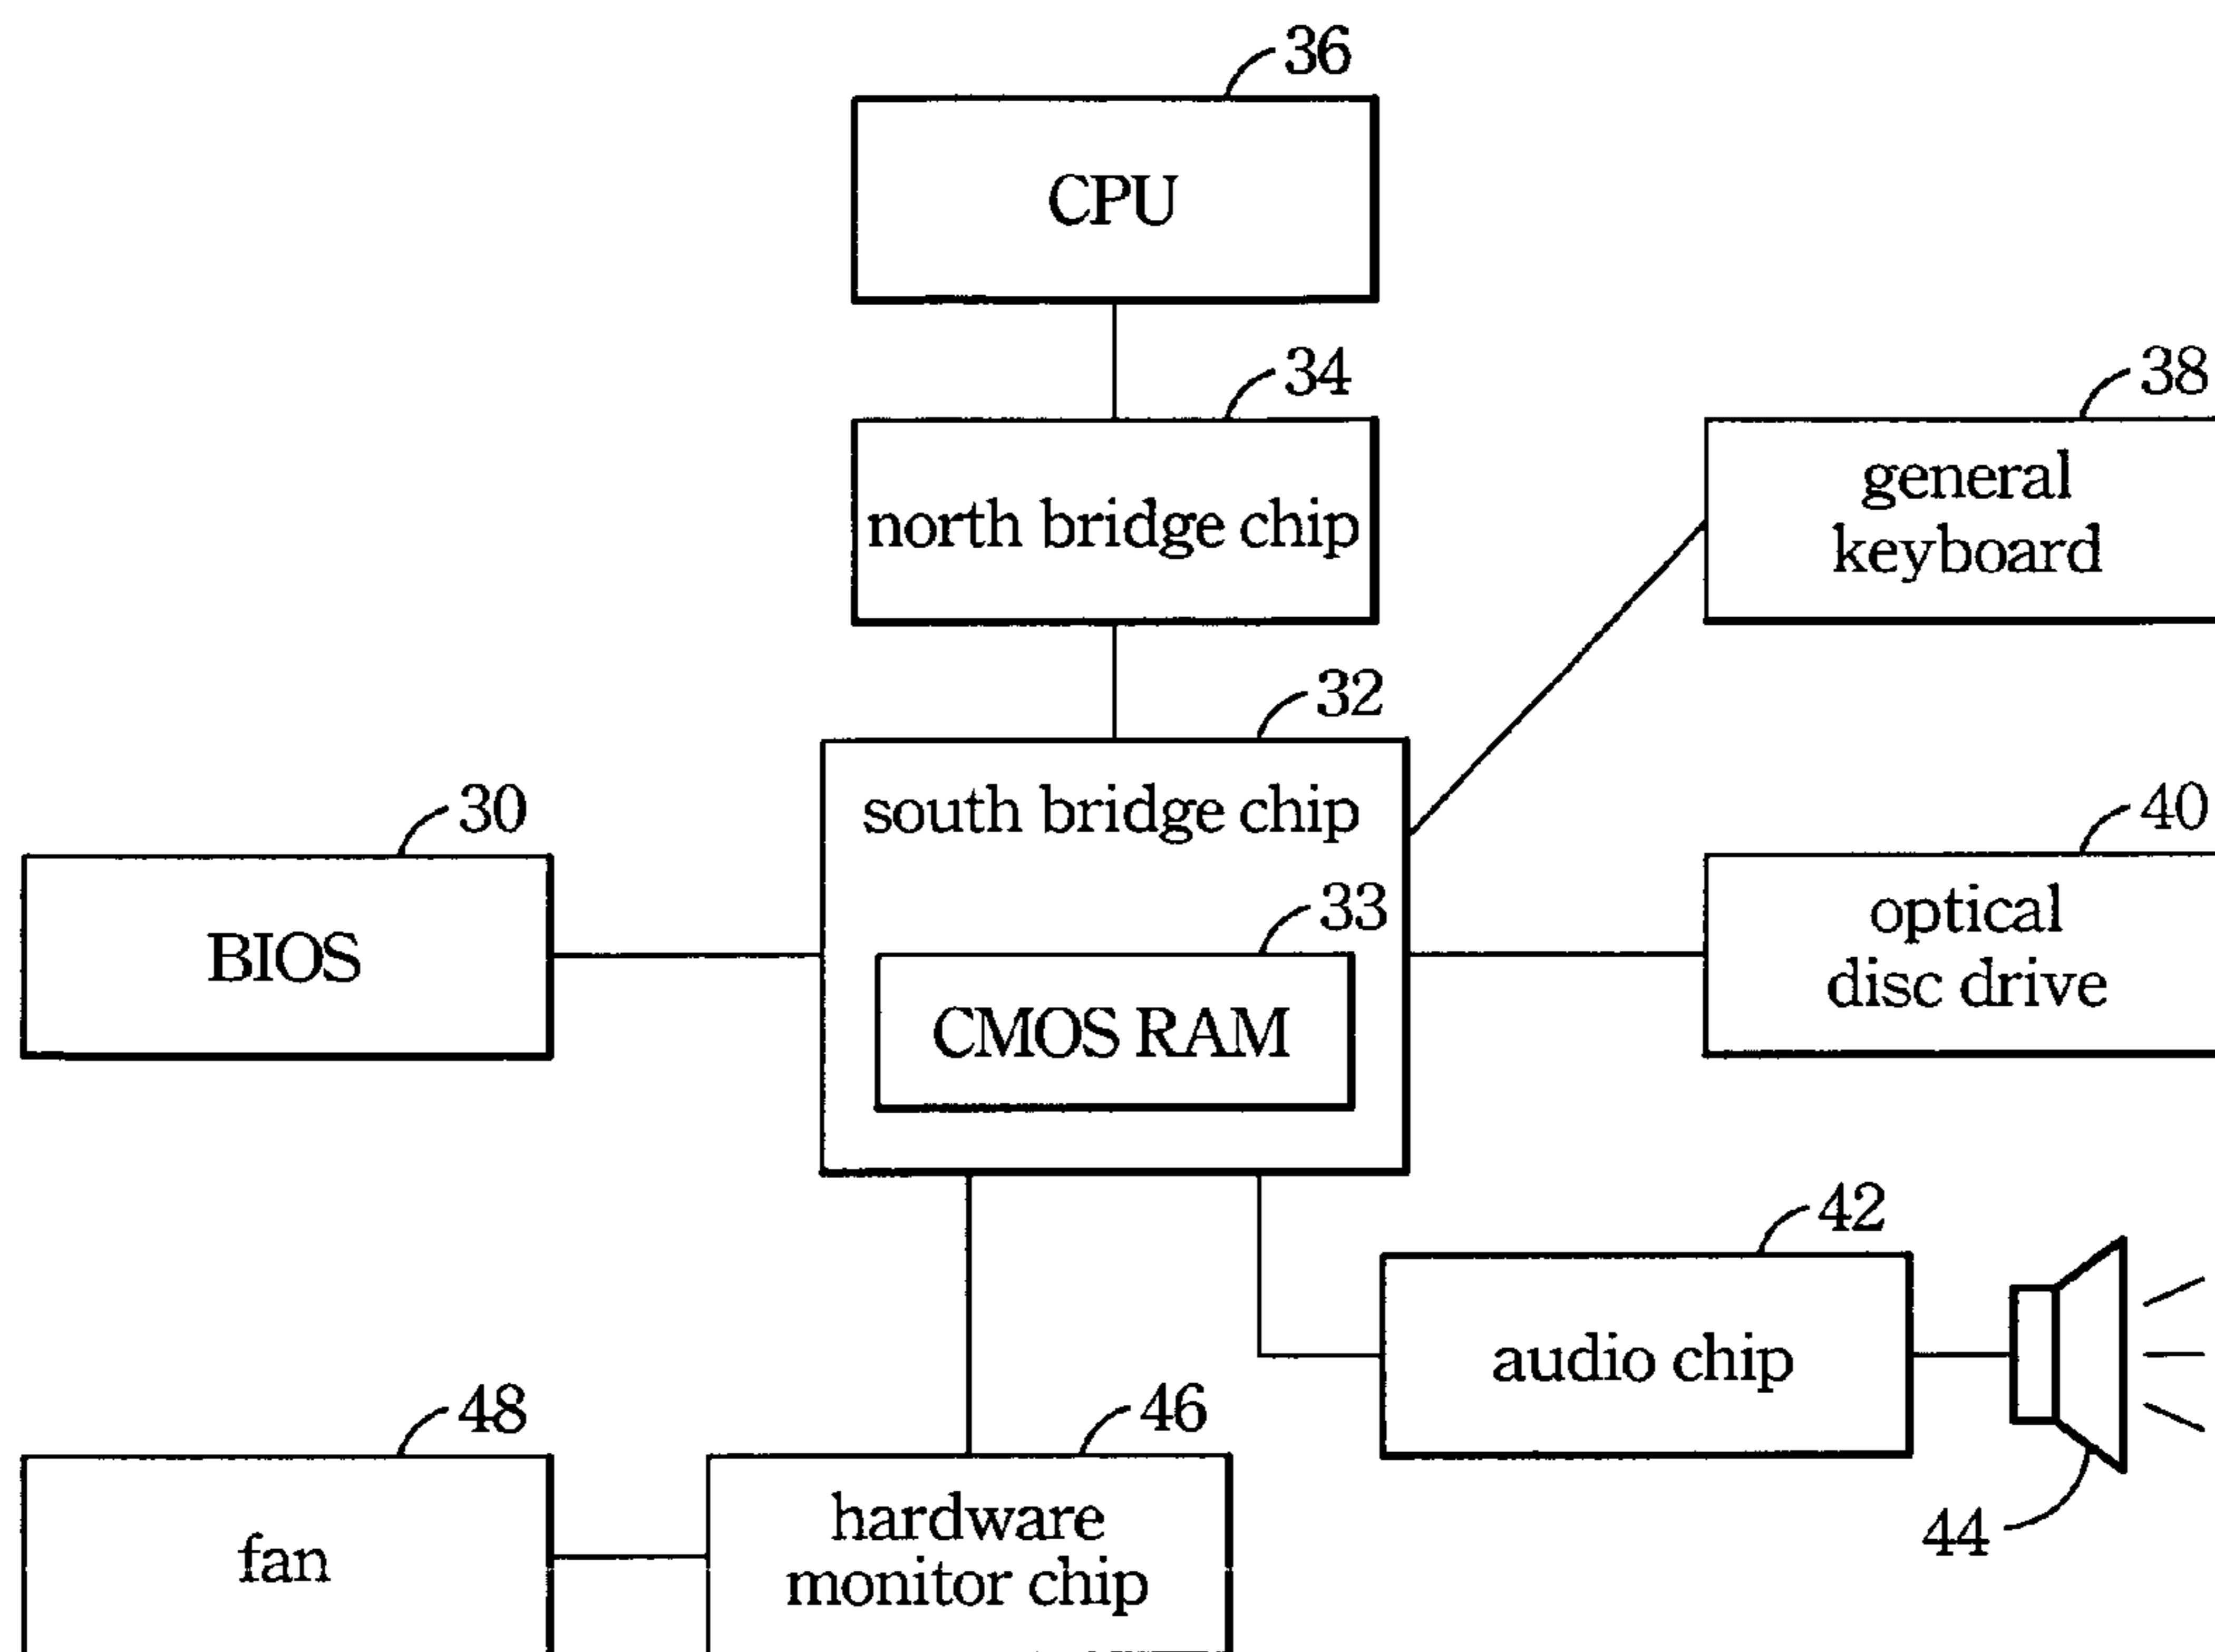 36
CPU
34
north bridge chip
38
general
keyboard
32
south bridge chip
30
BIOS
33
CMOS RAM
40
optical
disc drive
42
audio chip
44
48
fan
46
hardware
monitor chip